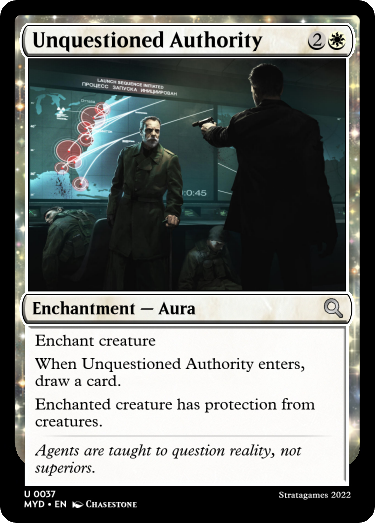 Unquestioned Authority 2
LAUNCH SEQUENCE INITIATED
ПРОЦЕСС ЗАПУСКА ИНИЦИИРОВАН
0:45
Enchantment — Aura
Enchant creature
When Unquestioned Authority enters,
draw a card.
Enchanted creature has protection from
creatures.
Agents are taught to question reality, not
superiors.
U 0037
MYD • EN Chasestone
Stratagames 2022